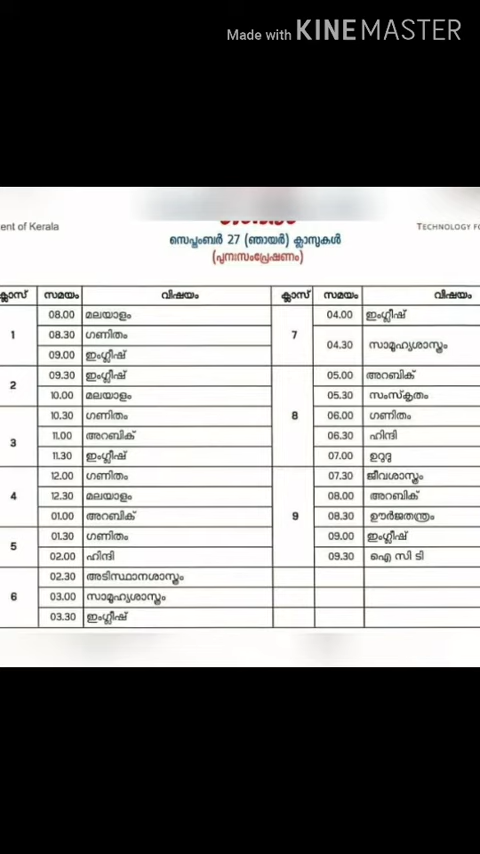 Made with KINEMASTER
ent of Kerala
TECHNOLOGY FO
സെപ്തംബർ 27 (ഞായർ) ക്ലാസുകൾ
(പുനഃസംപ്രേഷണം)
ക്ലാസ് സമയം വിഷയം ക്ലാസ് സമയം വിഷയം
1 08.00 മലയാളം 7 04.00 ഇംഗ്ലീഷ്
08.30 ഗണിതം 04.30 സാമൂഹ്യശാസ്ത്രം
09.00 ഇംഗ്ലീഷ്
2 09.30 ഇംഗ്ലീഷ് 8 05.00 അറബിക്
10.00 മലയാളം 05.30 സംസ്കൃതം
3 10.30 ഗണിതം 06.00 ഗണിതം
11.00 അറബിക് 06.30 ഹിന്ദി
11.30 ഇംഗ്ലീഷ് 07.00 ഉറുദു
4 12.00 ഗണിതം 9 07.30 ജീവശാസ്ത്രം
12.30 മലയാളം 08.00 അറബിക്
01.00 അറബിക് 08.30 ഊർജതന്ത്രം
5 01.30 ഗണിതം 09.00 ഇംഗ്ലീഷ്
02.00 ഹിന്ദി 09.30 ഐ സി ടി
6 02.30 അടിസ്ഥാനശാസ്ത്രം
03.00 സാമൂഹ്യശാസ്ത്രം
03.30 ഇംഗ്ലീഷ്